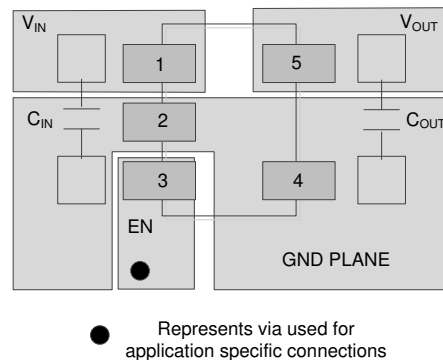 VIN
VOUT
1
5
CIN
2
COUT
3
4
EN
GND PLANE
Represents via used for
application specific connections